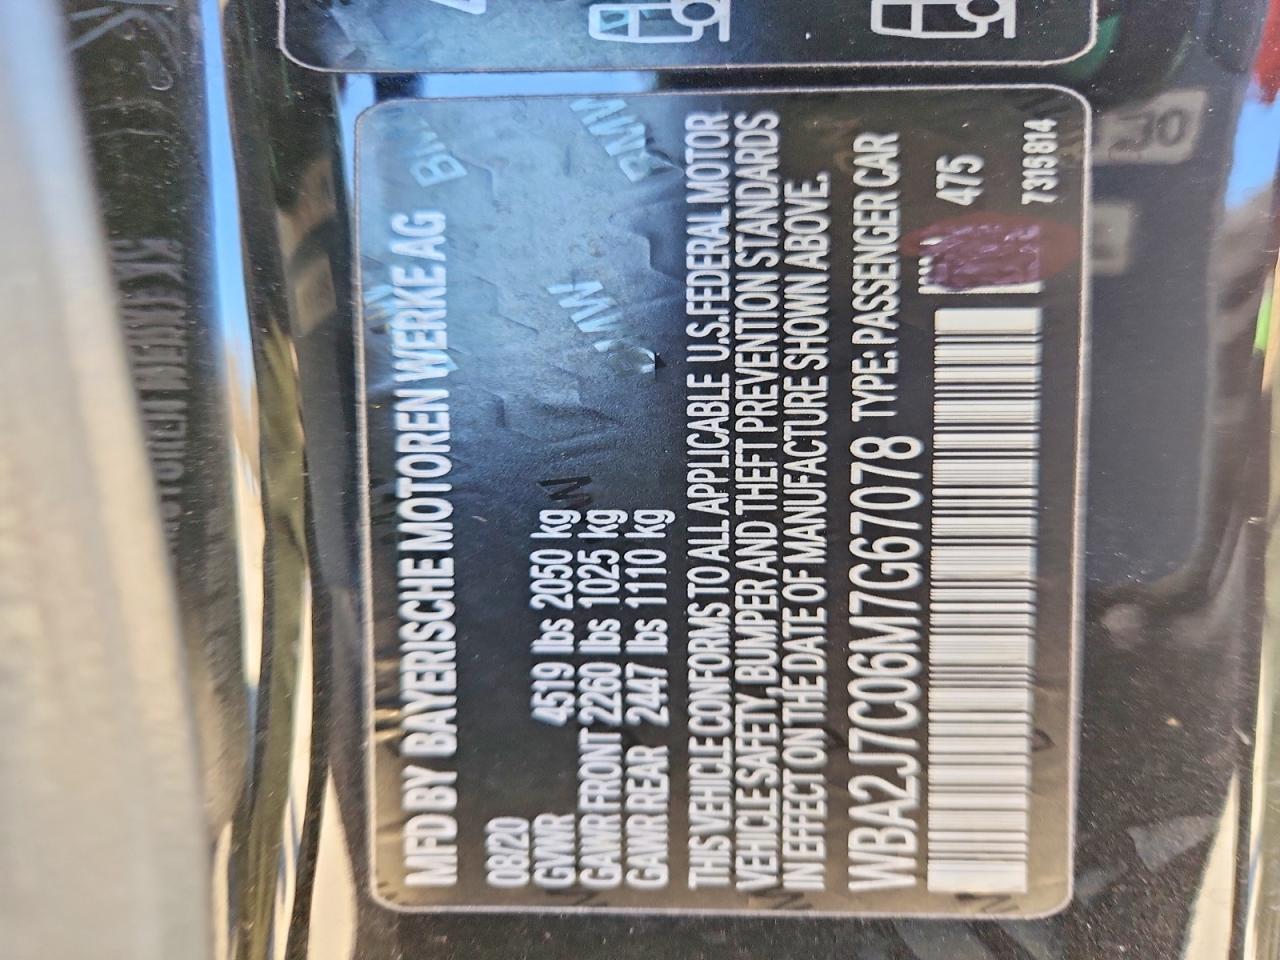 MFD BY BAYERISCHE MOTOREN WERKE AG
08/20
GVWR 4519 lbs 2050 kg
GAWR FRONT 2260 lbs 1025 kg
GAWR REAR 2447 lbs 1110 kg
THIS VEHICLE CONFORMS TO ALL APPLICABLE U.S.FEDERAL MOTOR
VEHICLE SAFETY, BUMPER AND THEFT PREVENTION STANDARDS
IN EFFECT ON THE DATE OF MANUFACTURE SHOWN ABOVE.
WBA2J7C06M7G67078 TYPE: PASSENGER CAR
475
7315814
BMW
BMW